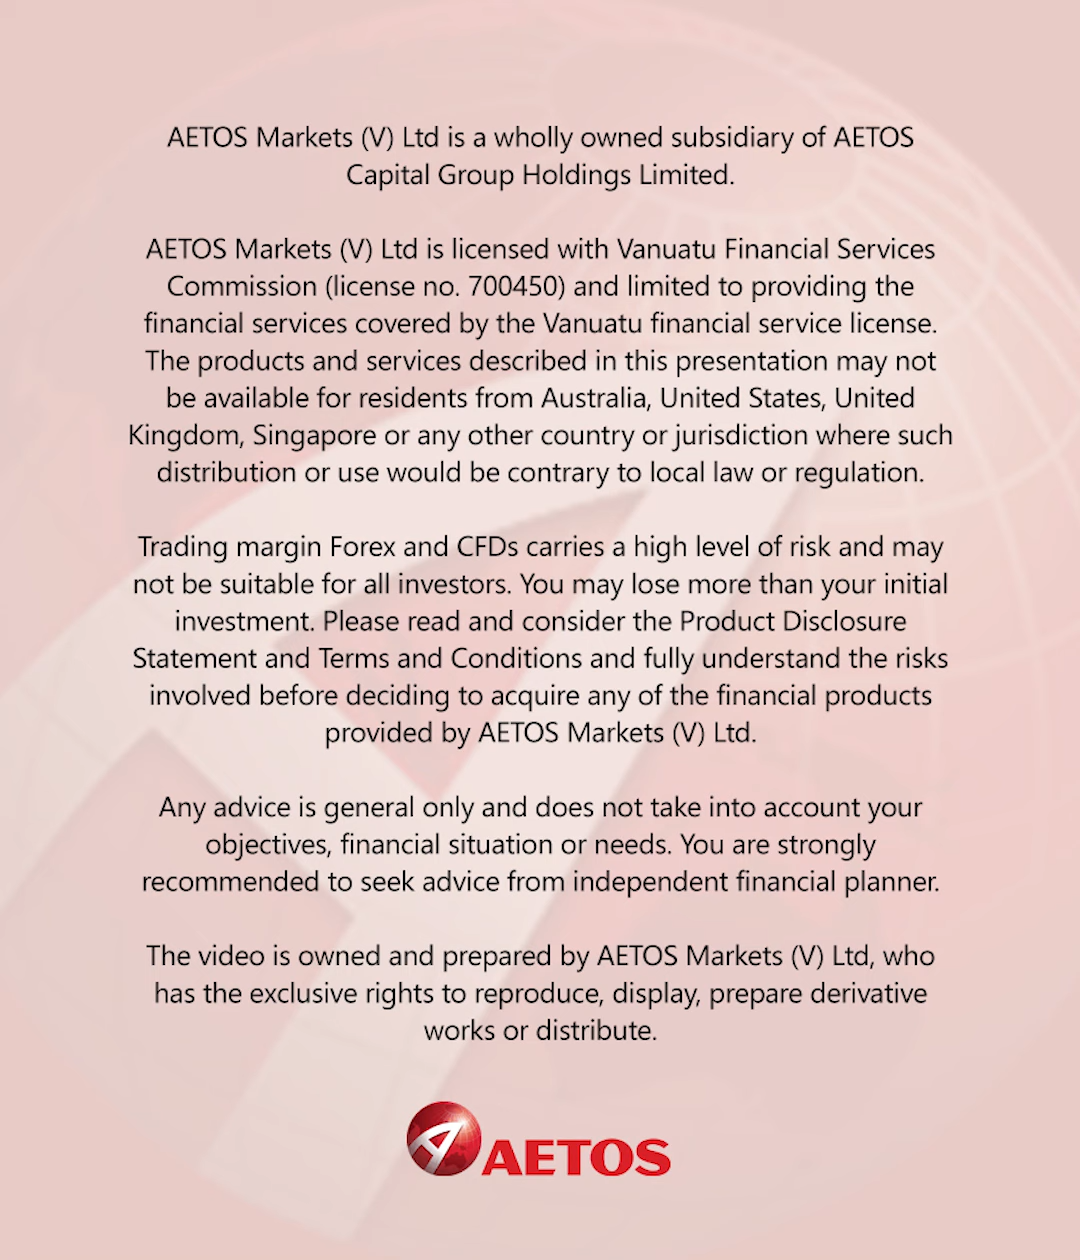 AETOS Markets (V) Ltd is a wholly owned subsidiary of AETOS
Capital Group Holdings Limited.
AETOS Markets (V) Ltd is licensed with Vanuatu Financial Services
Commission (license no. 700450) and limited to providing the
financial services covered by the Vanuatu financial service license.
The products and services described in this presentation may not
be available for residents from Australia, United States, United
Kingdom, Singapore or any other country or jurisdiction where such
distribution or use would be contrary to local law or regulation.
Trading margin Forex and CFDs carries a high level of risk and may
not be suitable for all investors. You may lose more than your initial
investment. Please read and consider the Product Disclosure
Statement and Terms and Conditions and fully understand the risks
involved before deciding to acquire any of the financial products
provided by AETOS Markets (V) Ltd.
Any advice is general only and does not take into account your
objectives, financial situation or needs. You are strongly
recommended to seek advice from independent financial planner.
The video is owned and prepared by AETOS Markets (V) Ltd, who
has the exclusive rights to reproduce, display, prepare derivative
works or distribute.
AETOS